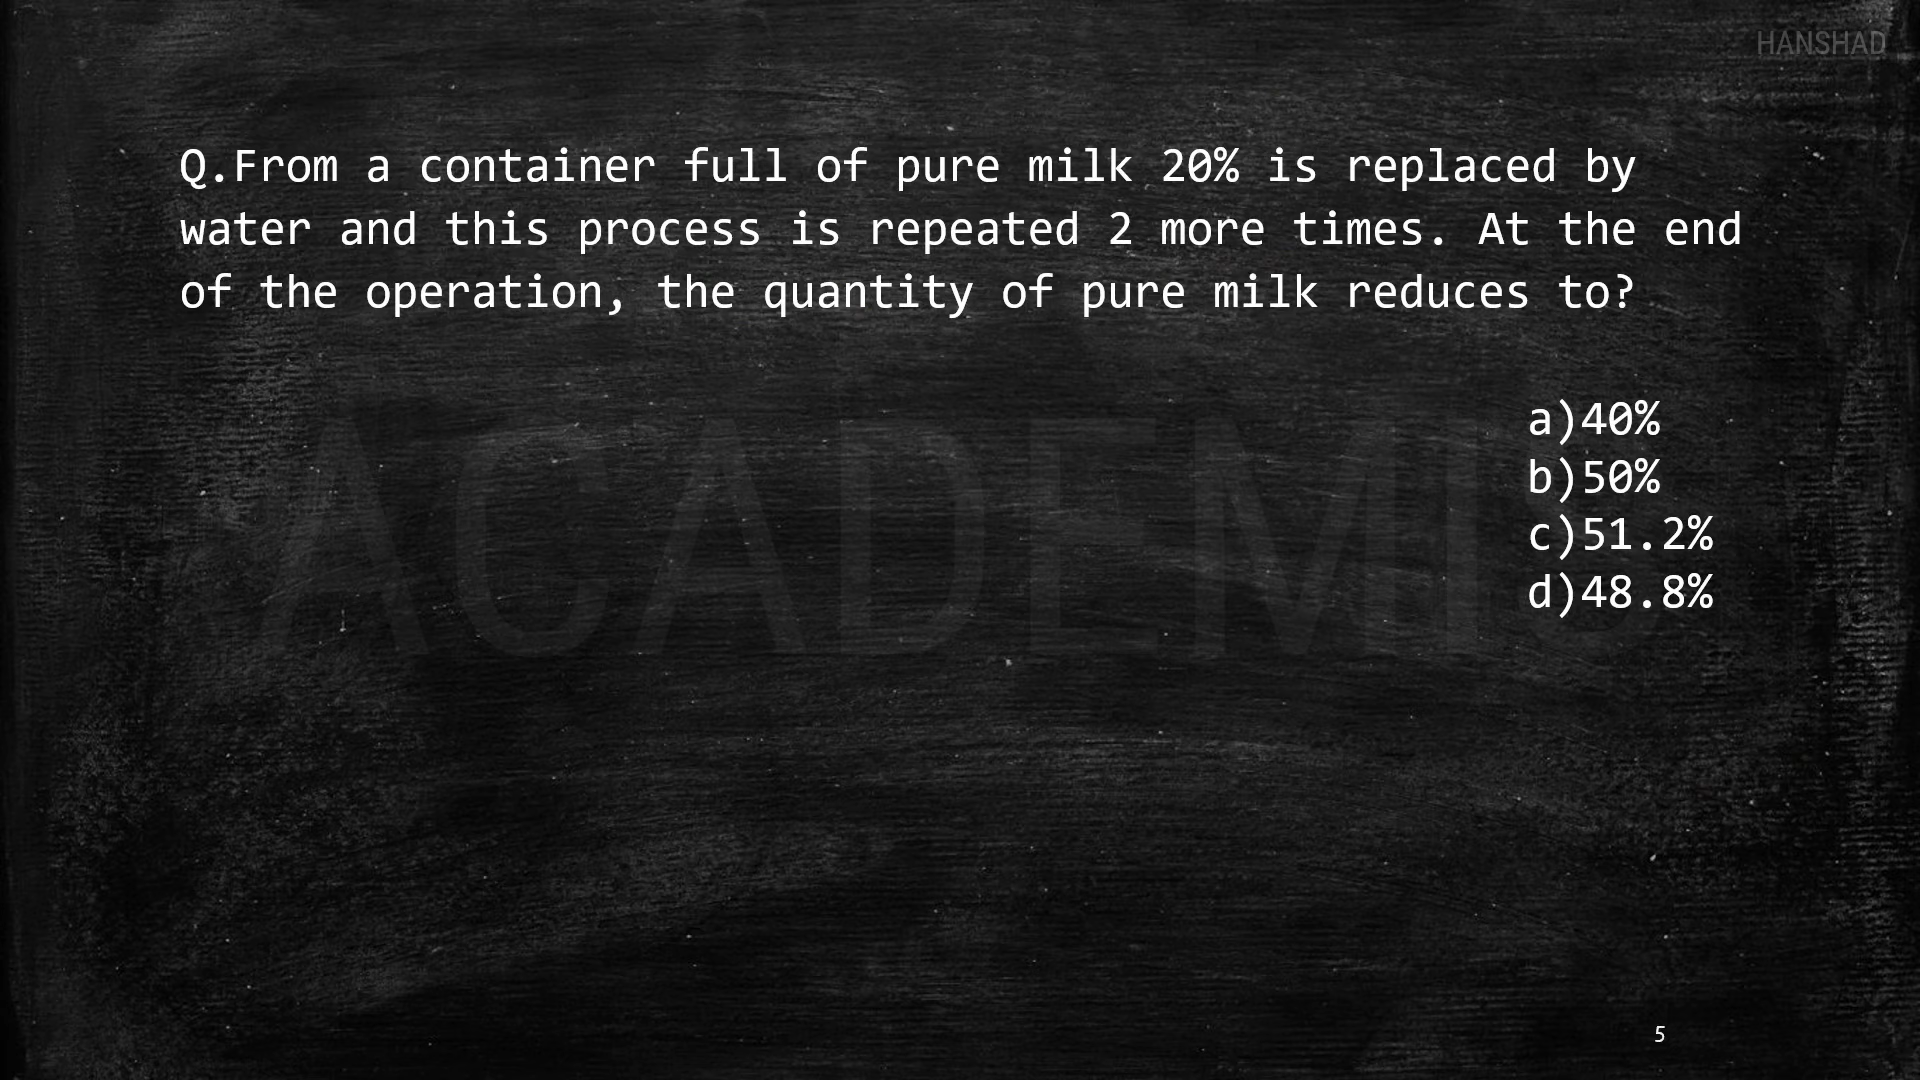 HANSHAD
Q.From a container full of pure milk 20% is replaced by
water and this process is repeated 2 more times. At the end
of the operation, the quantity of pure milk reduces to?
a)40%
b)50%
c)51.2%
d)48.8%
ACADEMIC
5